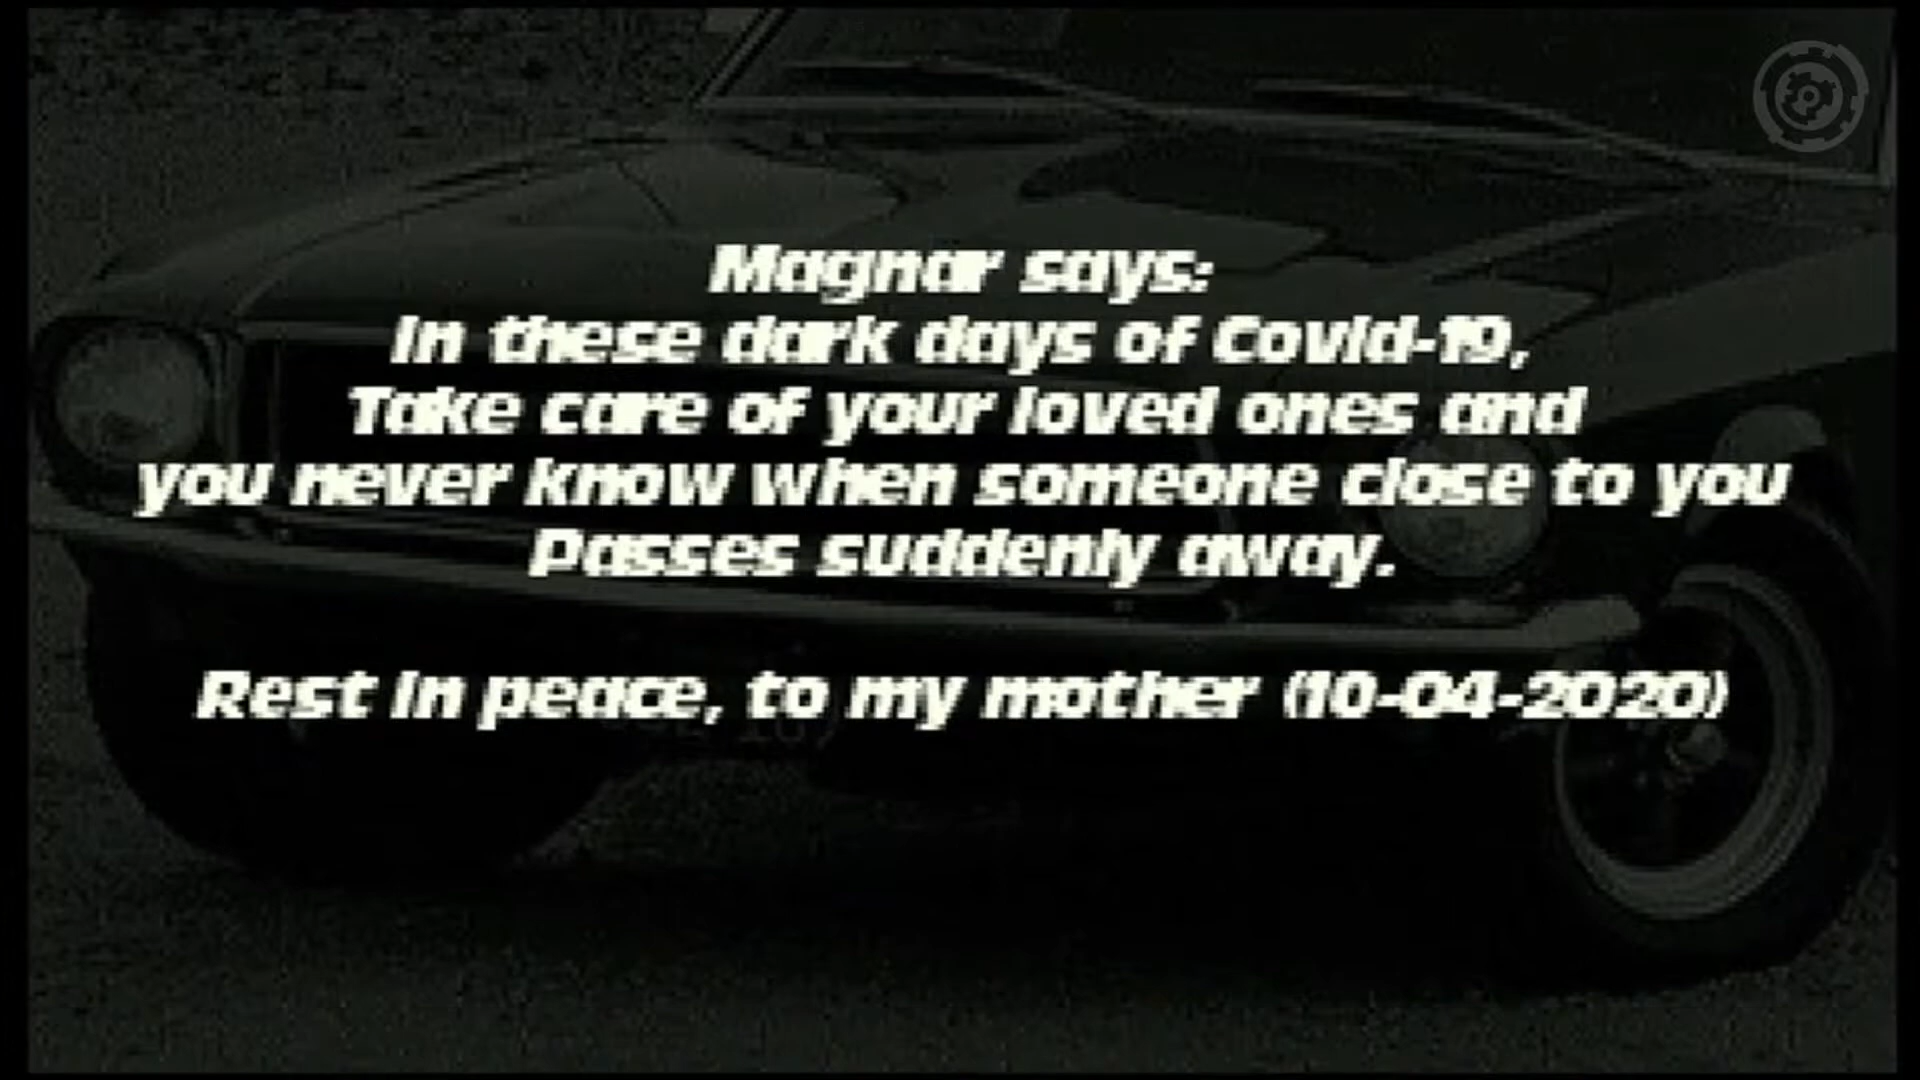 Magnar says:
In these dark days of Covid-19,
Take care of your loved ones and
you never know when someone close to you
Passes suddenly away.
Rest in peace, to my mother (10-04-2020)